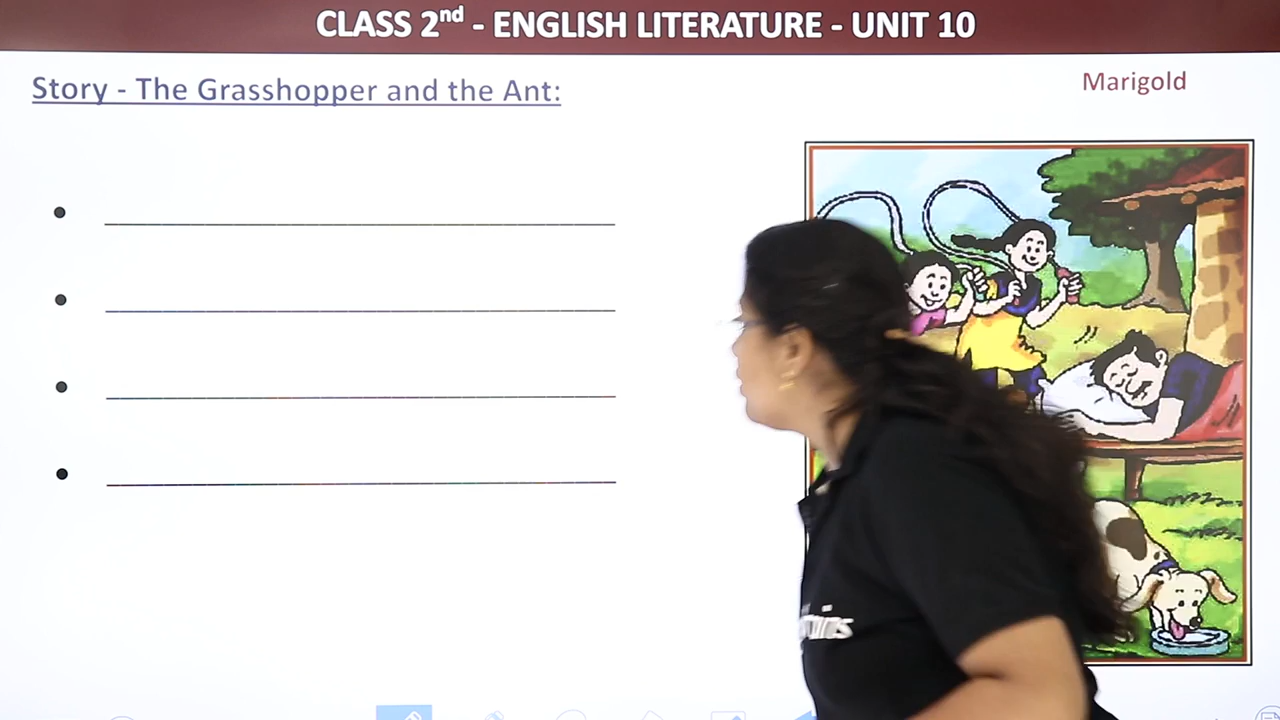 CLASS 2nd - ENGLISH LITERATURE - UNIT 10
Story - The Grasshopper and the Ant:
Marigold